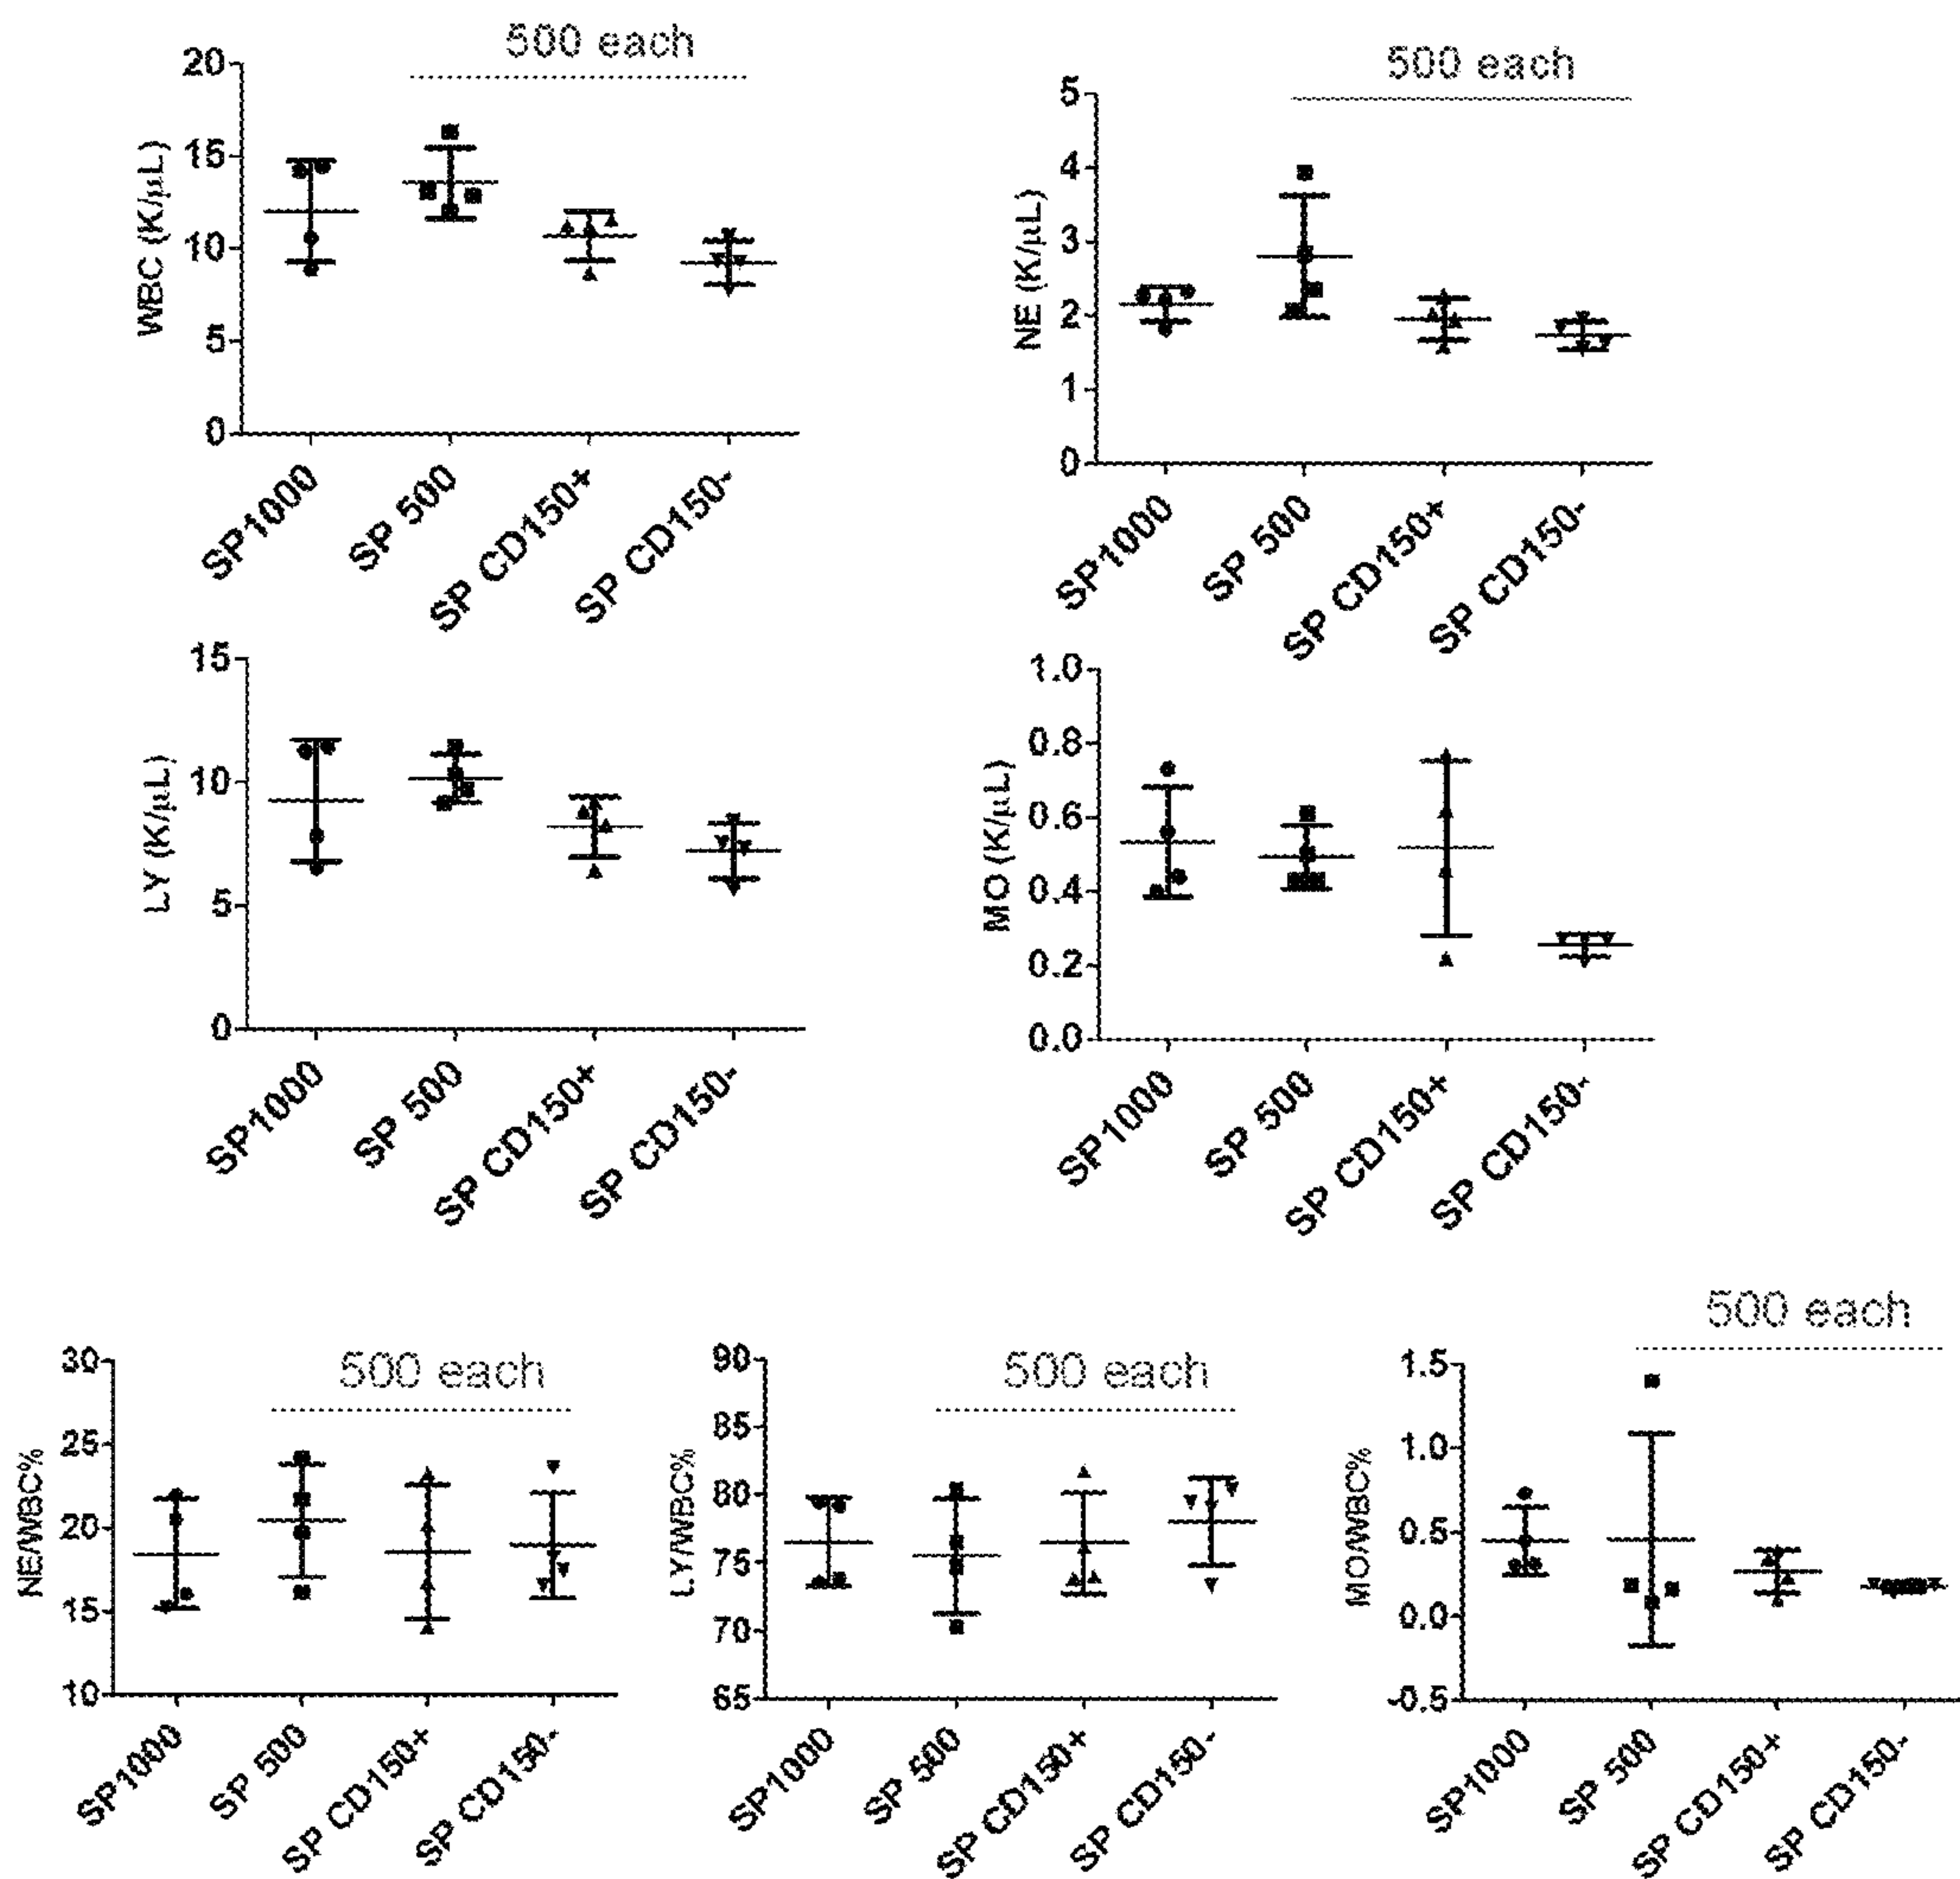 500 each
20
15
10
5
0
WBC (K/µL)
SP1000
SP 500
SP CD150+
SP CD150-
500 each
5
4
3
2
1
0
NE (K/µL)
SP1000
SP 500
SP CD150+
SP CD150-
15
10
5
0
LY (K/µL)
SP1000
SP 500
SP CD150+
SP CD150-
1.0
0.8
0.6
0.4
0.2
0.0
MO (K/µL)
SP1000
SP 500
SP CD150+
SP CD150-
500 each
30
25
20
15
10
NE/WBC%
SP1000
SP 500
SP CD150+
SP CD150-
500 each
90
85
80
75
70
65
LY/WBC%
SP1000
SP 500
SP CD150+
SP CD150-
500 each
1.5
1.0
0.5
0.0
-0.5
MO/WBC%
SP1000
SP 500
SP CD150+
SP CD150-